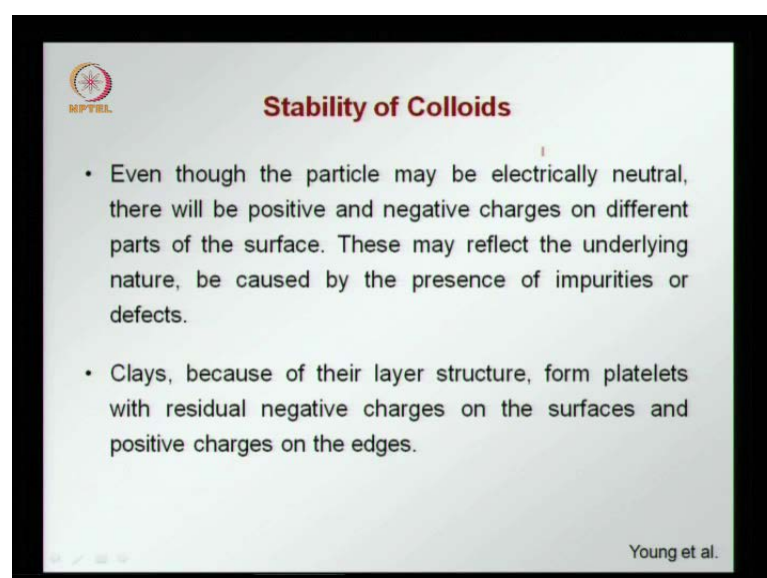 NPTEL
Stability of Colloids
• Even though the particle may be electrically neutral,
there will be positive and negative charges on different
parts of the surface. These may reflect the underlying
nature, be caused by the presence of impurities or
defects.
• Clays, because of their layer structure, form platelets
with residual negative charges on the surfaces and
positive charges on the edges.
Young et al.